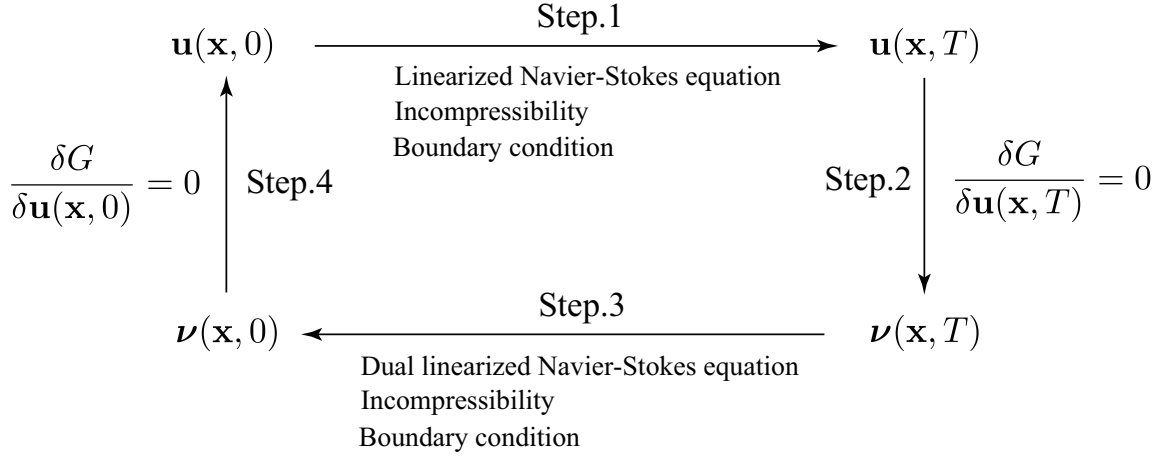 Step.1
u(x, 0)
u(x, T)
Linearized Navier-Stokes equation
Incompressibility
Boundary condition
δG
δu(x, 0)
= 0
Step.4
Step.2
δG
δu(x, T)
= 0
Step.3
ν(x, 0)
ν(x, T)
Dual linearized Navier-Stokes equation
Incompressibility
Boundary condition